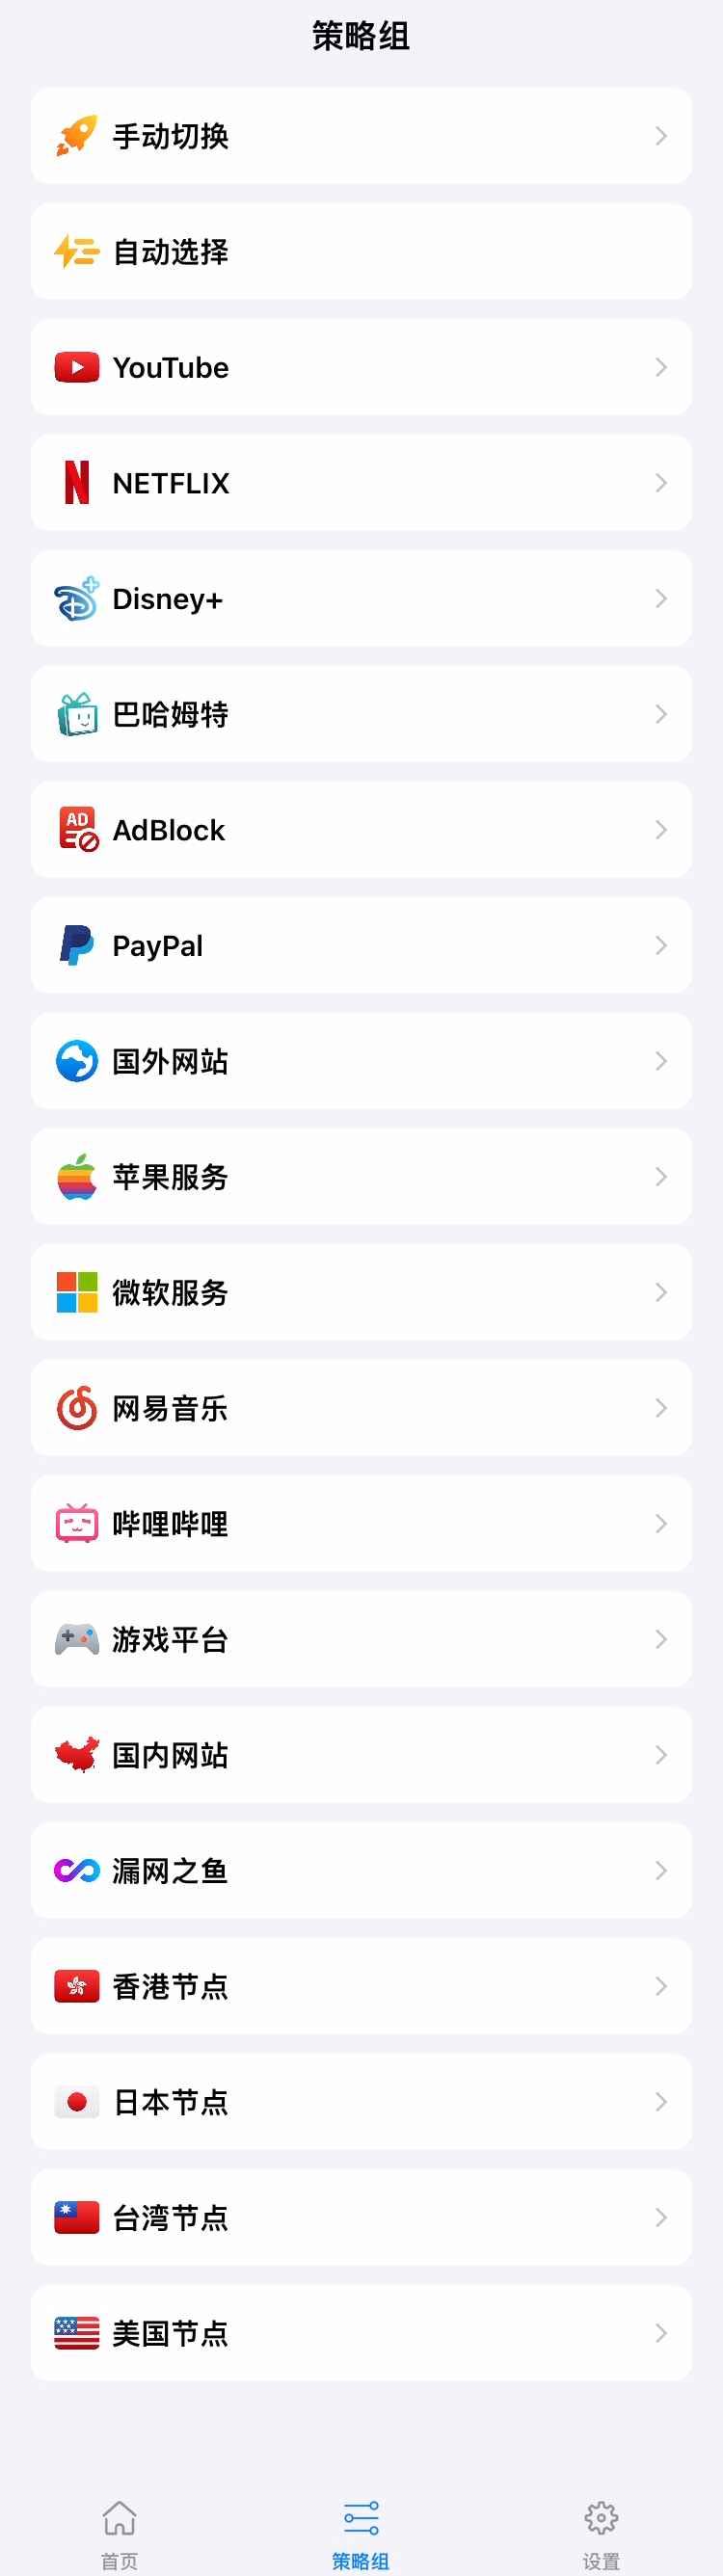 策略组
手动切换
自动选择
YouTube
NETFLIX
Disney+
巴哈姆特
AD
AdBlock
PayPal
国外网站
苹果服务
微软服务
网易音乐
哔哩哔哩
游戏平台
国内网站
漏网之鱼
香港节点
日本节点
台湾节点
美国节点
首页
策略组
设置